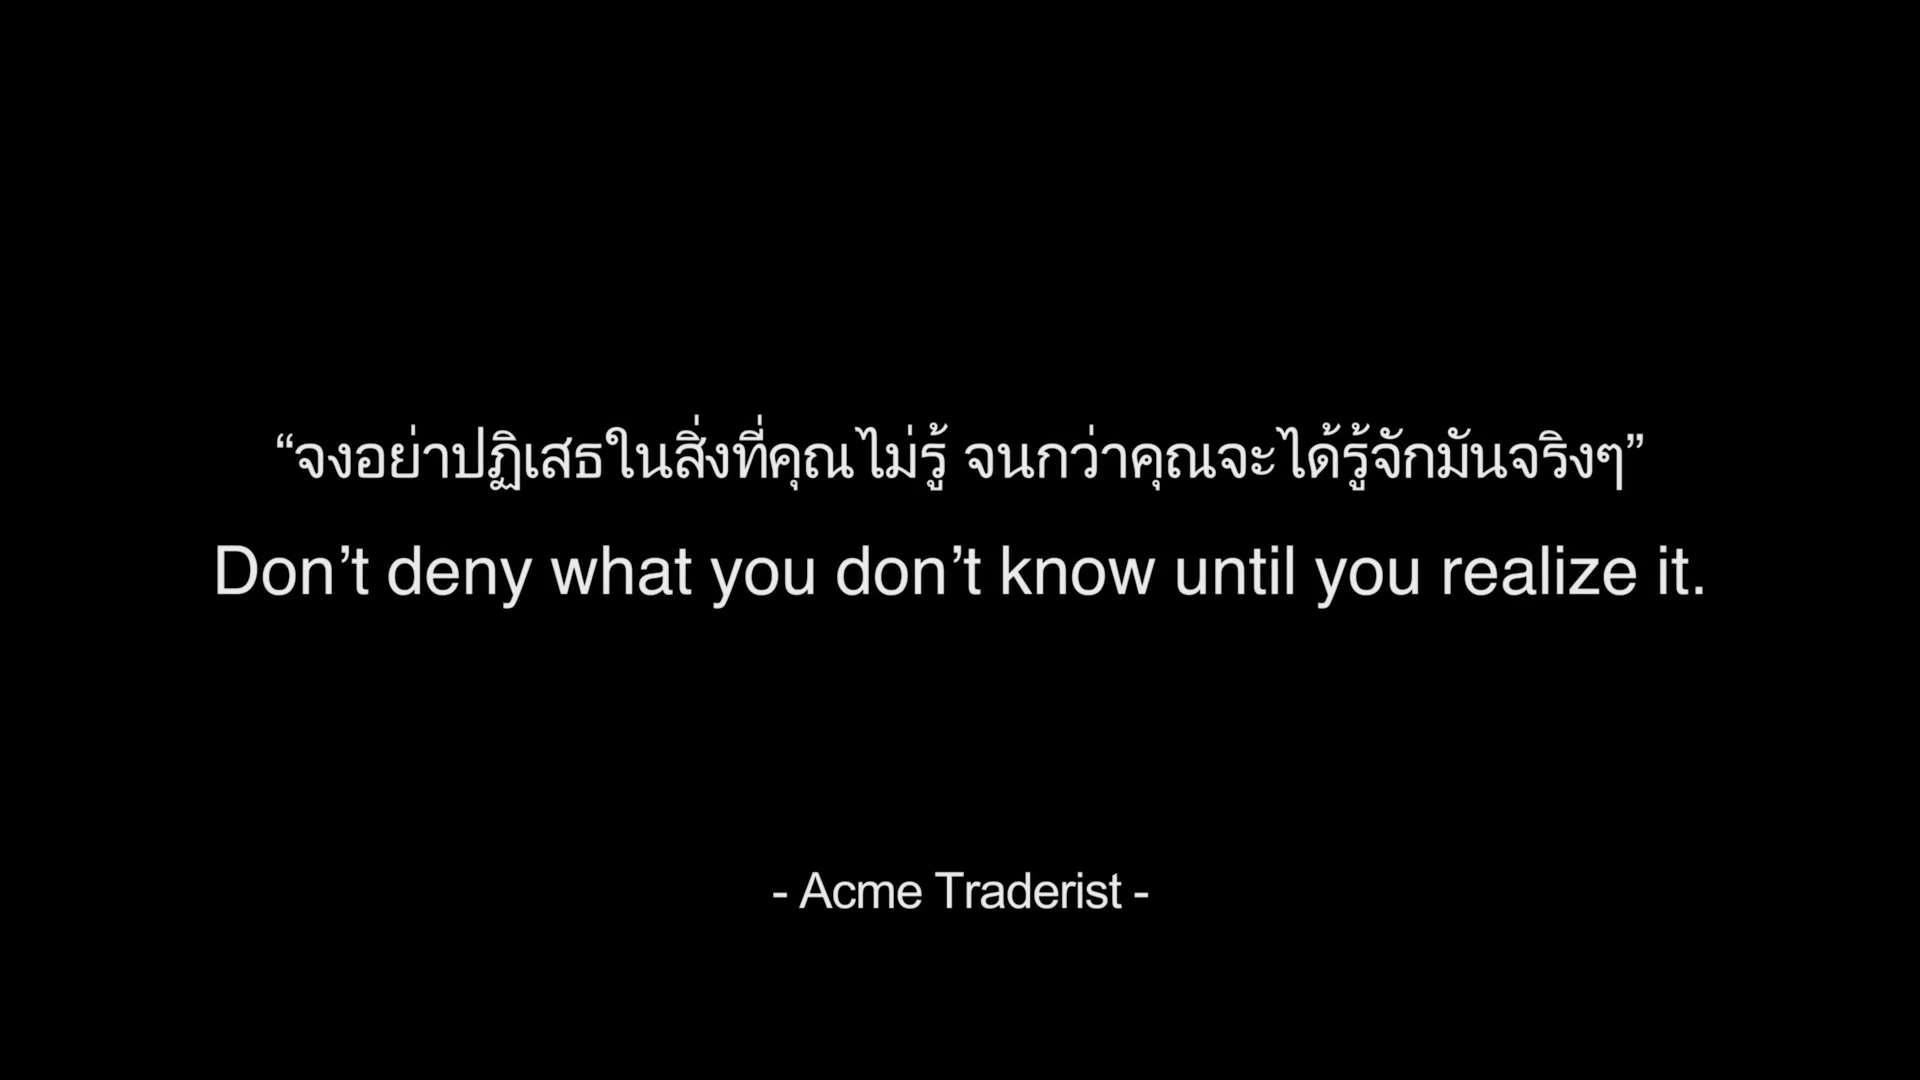 “จงอย่าปฏิเสธในสิ่งที่คุณไม่รู้ จนกว่าคุณจะได้รู้จักมันจริงๆ”
Don’t deny what you don’t know until you realize it.
- Acme Traderist -